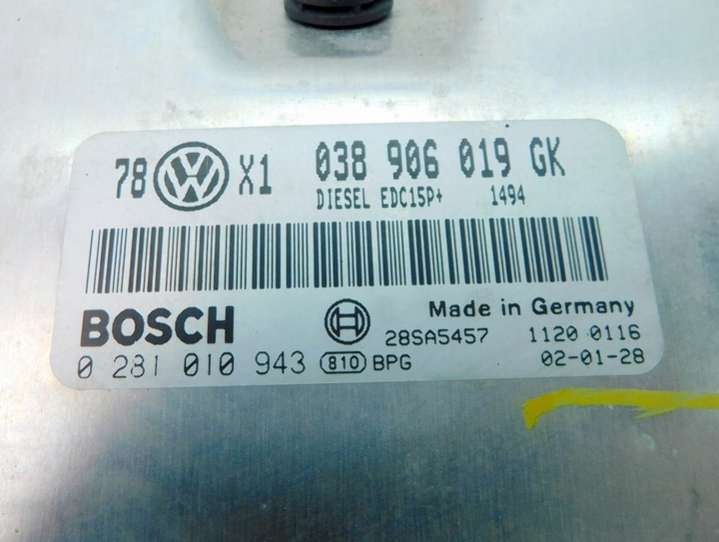 78 VW X1 038 906 019 GK
DIESEL EDC15P+ 1494
BOSCH Made in Germany
28SA5457 1120 0116
0 281 010 943 810 BPG 02-01-28